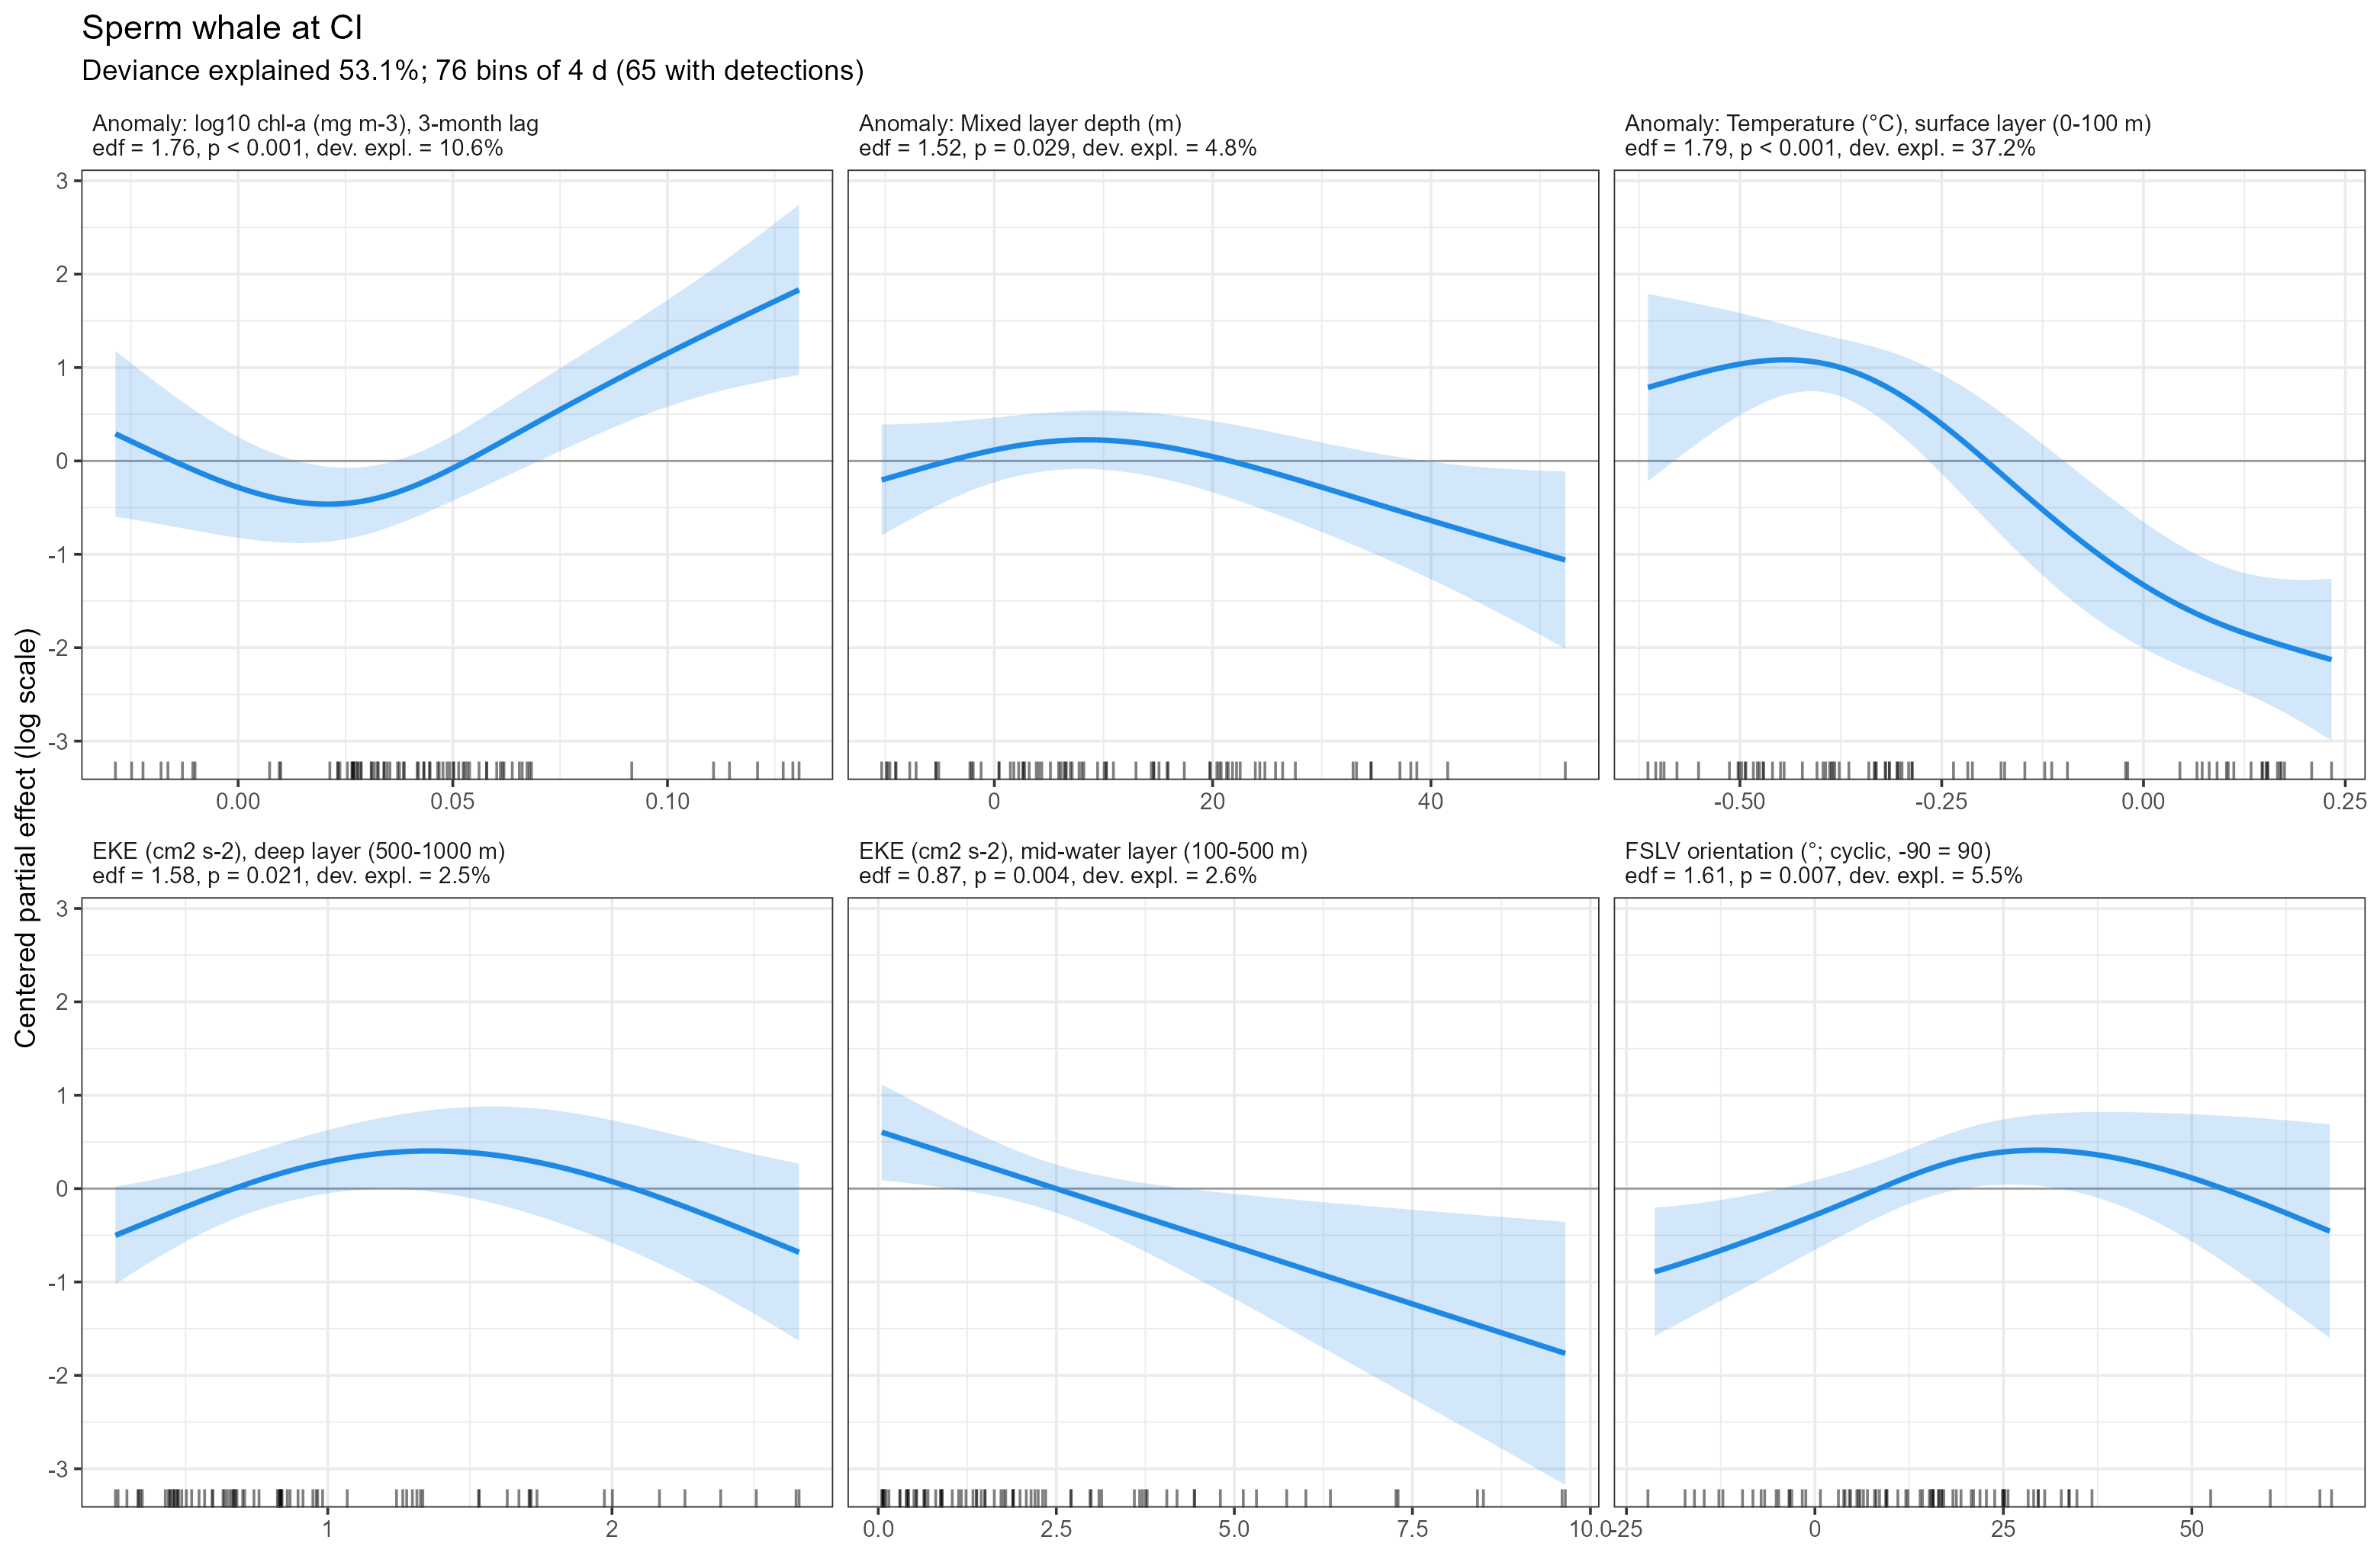 Sperm whale at CI
Deviance explained 53.1%; 76 bins of 4 d (65 with detections)
Centered partial effect (log scale)
Anomaly: log10 chl-a (mg m-3), 3-month lag
edf = 1.76, p < 0.001, dev. expl. = 10.6%
3
2
1
0
-1
-2
-3
0.00
0.05
0.10
Anomaly: Mixed layer depth (m)
edf = 1.52, p = 0.029, dev. expl. = 4.8%
0
20
40
Anomaly: Temperature (°C), surface layer (0-100 m)
edf = 1.79, p < 0.001, dev. expl. = 37.2%
-0.50
-0.25
0.00
0.25
EKE (cm2 s-2), deep layer (500-1000 m)
edf = 1.58, p = 0.021, dev. expl. = 2.5%
3
2
1
0
-1
-2
-3
1
2
EKE (cm2 s-2), mid-water layer (100-500 m)
edf = 0.87, p = 0.004, dev. expl. = 2.6%
0.0
2.5
5.0
7.5
10.0
FSLV orientation (°; cyclic, -90 = 90)
edf = 1.61, p = 0.007, dev. expl. = 5.5%
-25
0
25
50